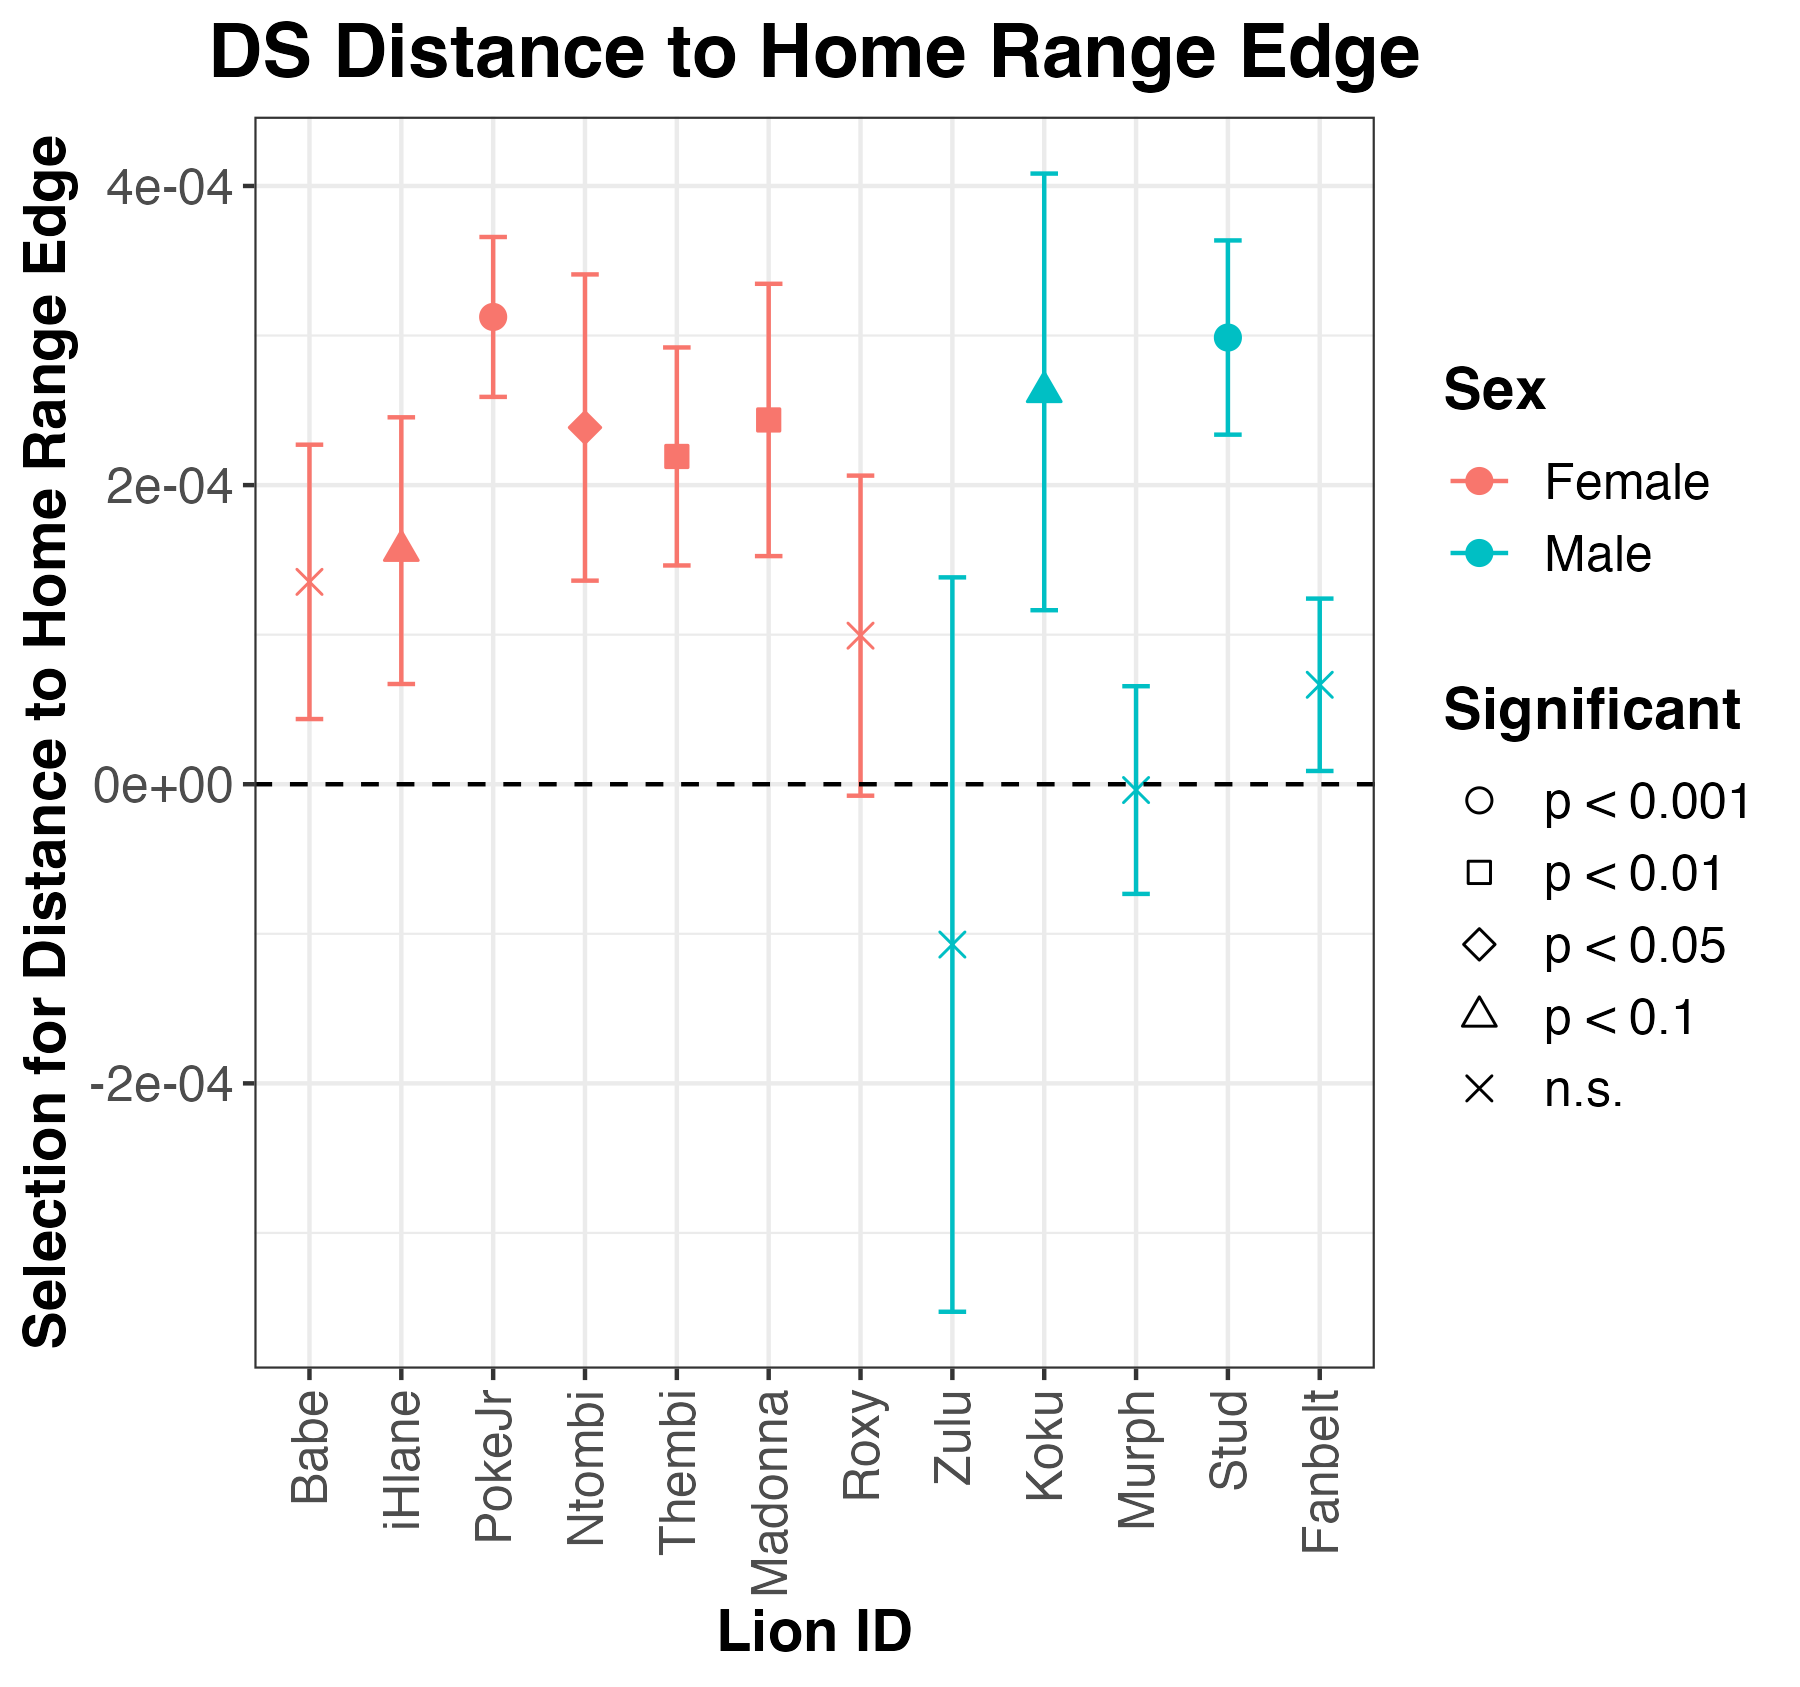 DS Distance to Home Range Edge
Selection for Distance to Home Range Edge
4e-04
2e-04
0e+00
-2e-04
Babe
iHlane
PokeJr
Ntombi
Thembi
Madonna
Roxy
Zulu
Koku
Murph
Stud
Fanbelt
Lion ID
Sex
Female
Male
Significant
p < 0.001
p < 0.01
p < 0.05
p < 0.1
n.s.